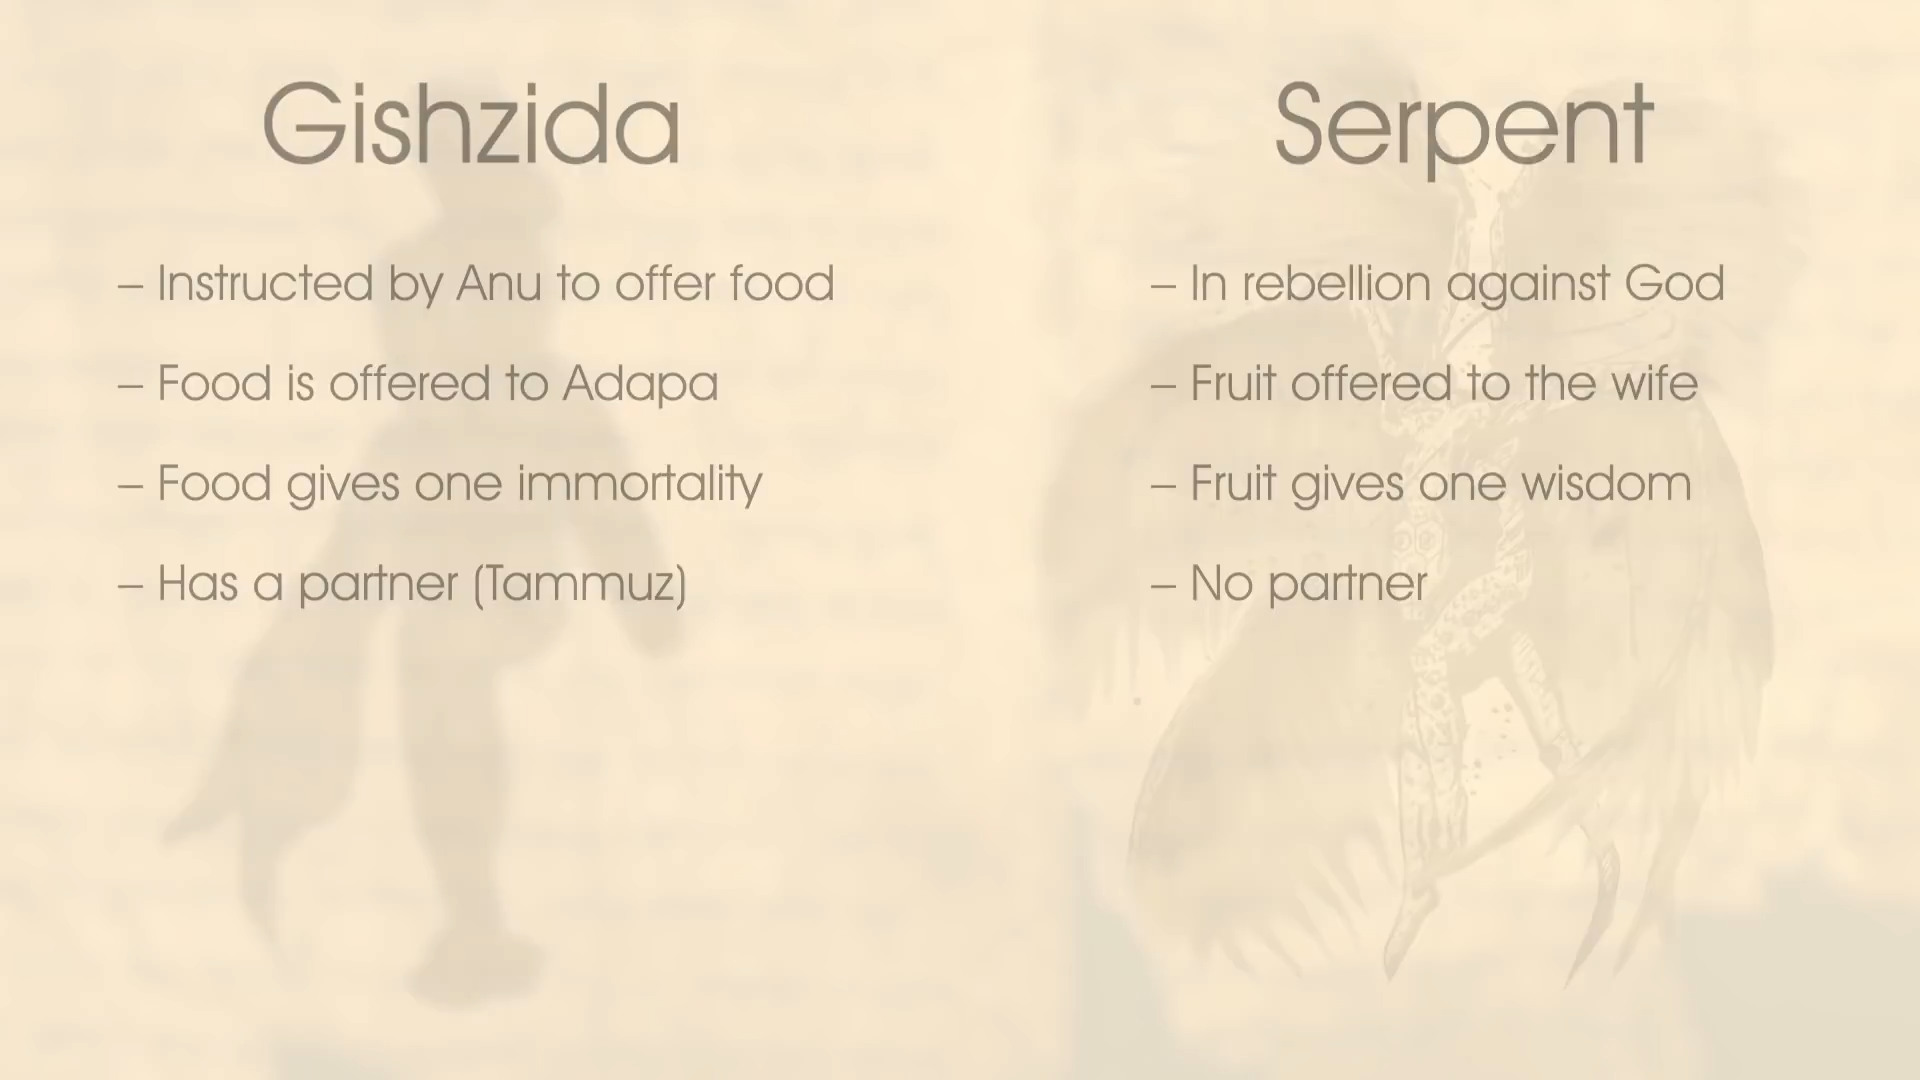 Gishzida
– Instructed by Anu to offer food
– Food is offered to Adapa
– Food gives one immortality
– Has a partner (Tammuz)
Serpent
– In rebellion against God
– Fruit offered to the wife
– Fruit gives one wisdom
– No partner